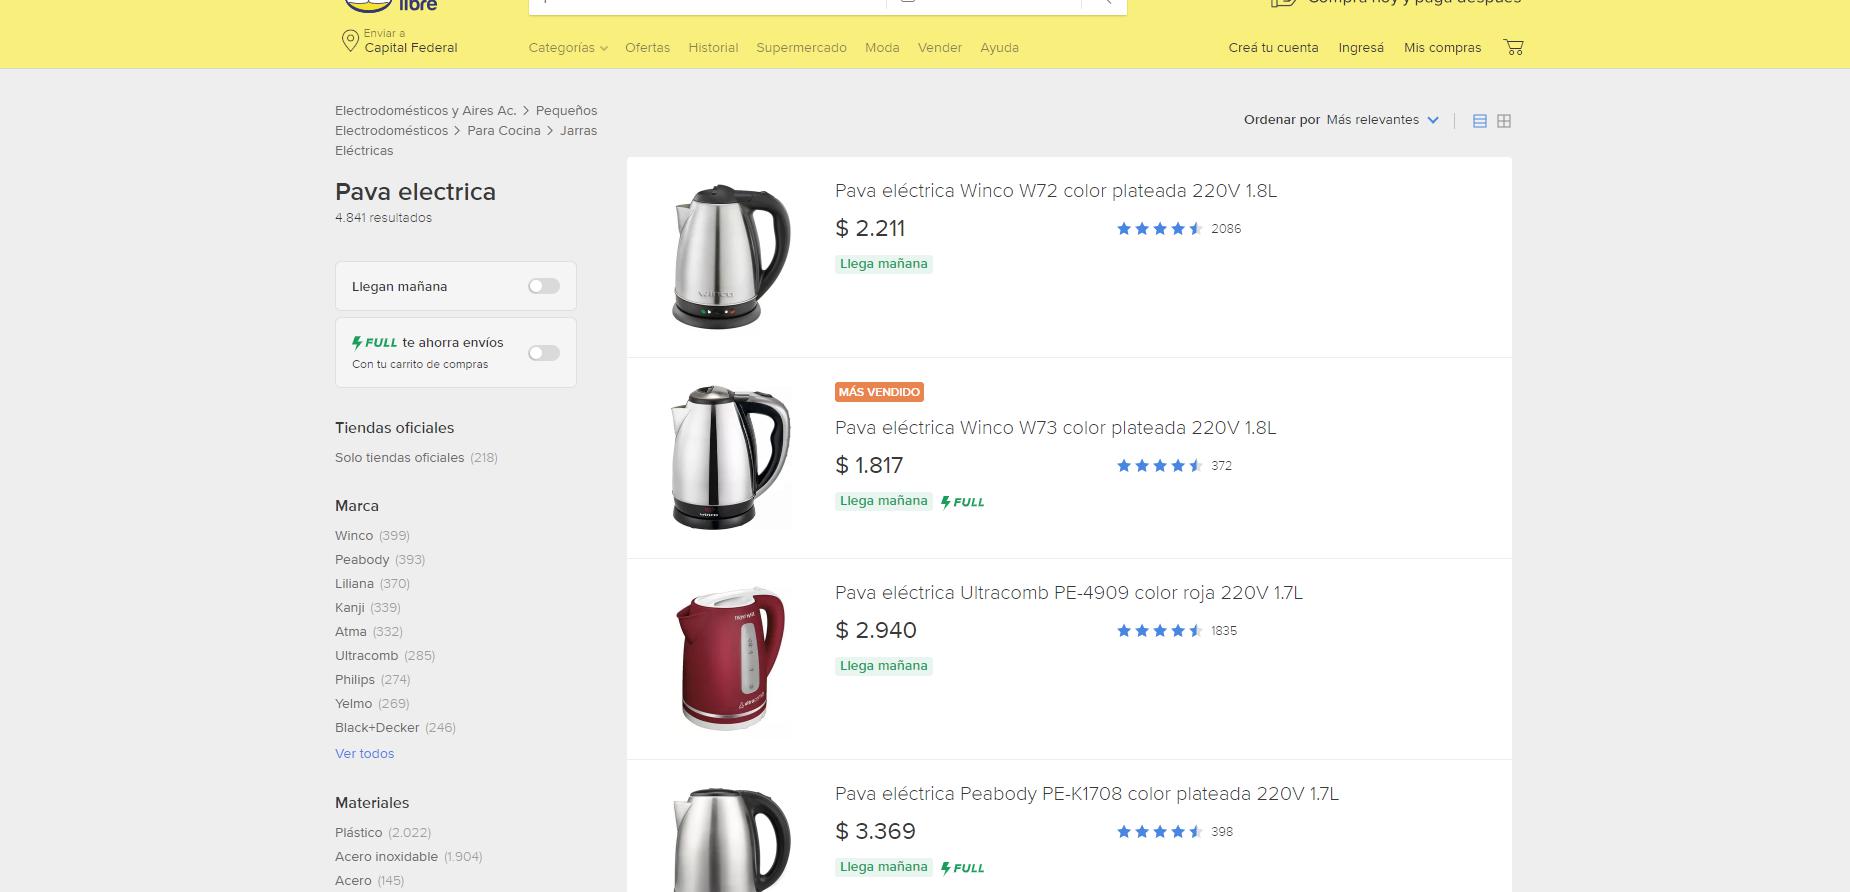 libre
Compra hoy y paga después
Enviar a
Capital Federal
Categorías
Ofertas
Historial
Supermercado
Moda
Vender
Ayuda
Creá tu cuenta
Ingresá
Mis compras
Electrodomésticos y Aires Ac. > Pequeños
Electrodomésticos > Para Cocina > Jarras
Eléctricas
Pava electrica
4.841 resultados
Llegan mañana
FULL te ahorra envíos
Con tu carrito de compras
Tiendas oficiales
Solo tiendas oficiales (218)
Marca
Winco (399)
Peabody (393)
Liliana (370)
Kanji (339)
Atma (332)
Ultracomb (285)
Philips (274)
Yelmo (269)
Black+Decker (246)
Ver todos
Materiales
Plástico (2.022)
Acero inoxidable (1.904)
Acero (145)
Ordenar por Más relevantes
Pava eléctrica Winco W72 color plateada 220V 1.8L
$ 2.211
2086
Llega mañana
WINCO
MÁS VENDIDO
Pava eléctrica Winco W73 color plateada 220V 1.8L
$ 1.817
372
Llega mañana FULL
Pava eléctrica Ultracomb PE-4909 color roja 220V 1.7L
$ 2.940
1835
Llega mañana
Pava eléctrica Peabody PE-K1708 color plateada 220V 1.7L
$ 3.369
398
Llega mañana FULL